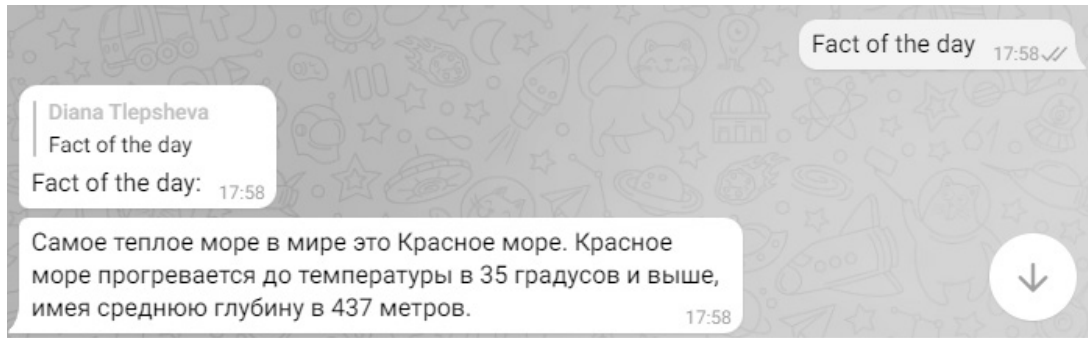 Fact of the day 17:58
Diana Tlepsheva
Fact of the day
Fact of the day: 17:58
Самое теплое море в мире это Красное море. Красное
море прогревается до температуры в 35 градусов и выше,
имея среднюю глубину в 437 метров. 17:58